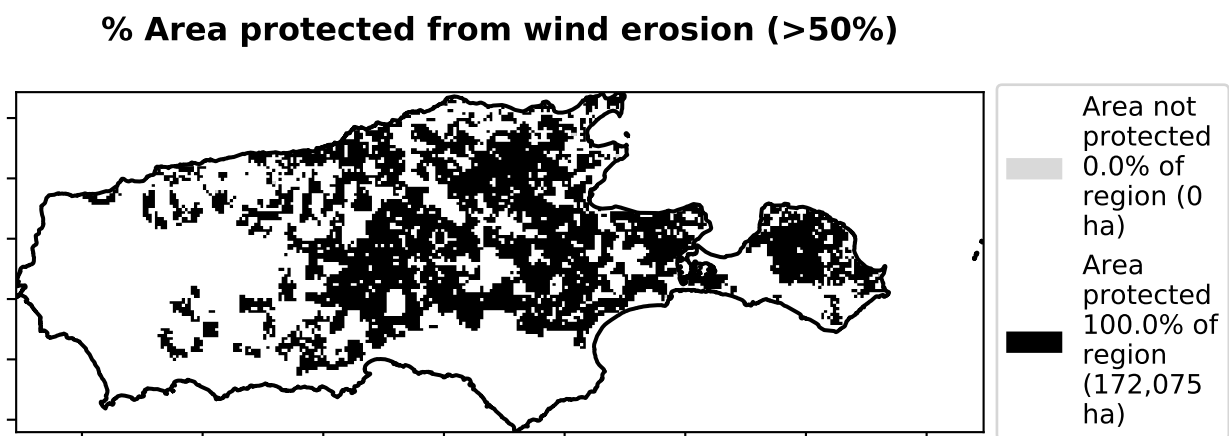 % Area protected from wind erosion (>50%)
Area not
protected
0.0% of
region (0
ha)
Area
protected
100.0% of
region
(172,075
ha)